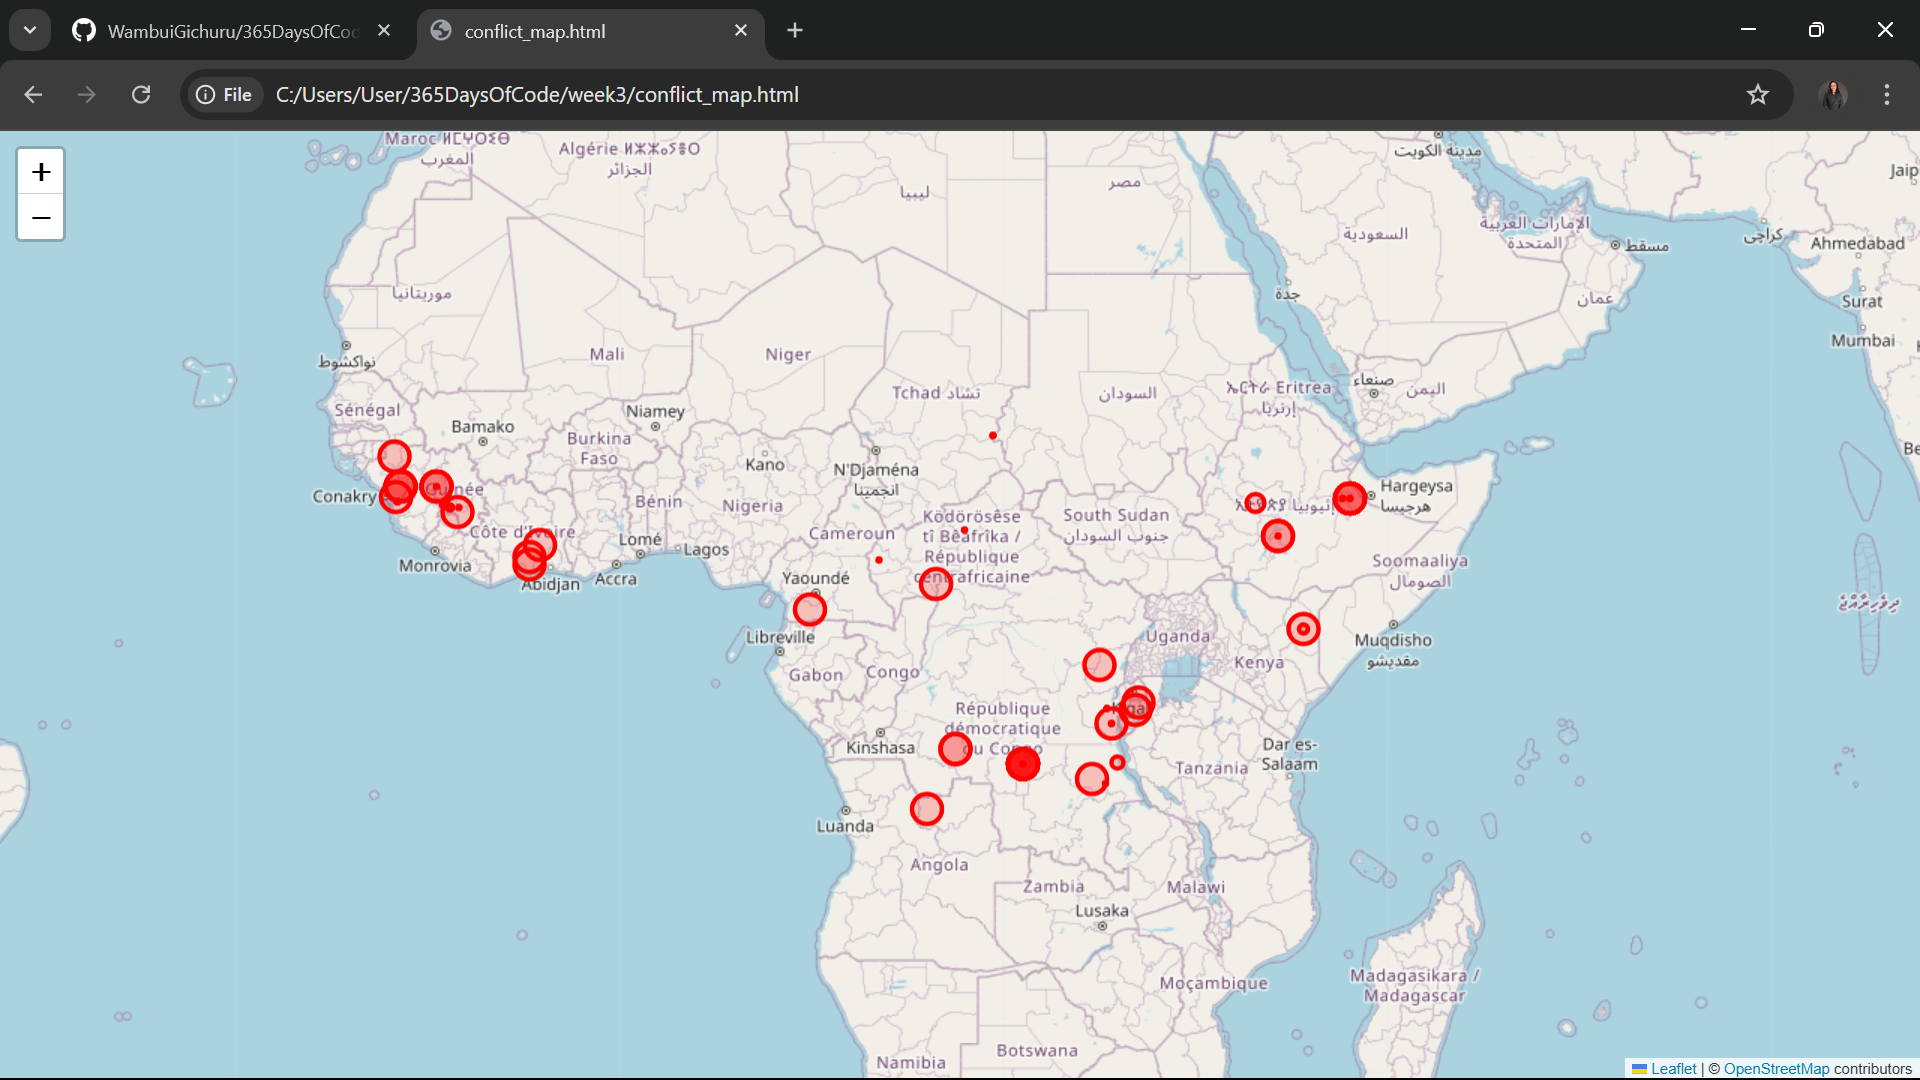 WambuiGichuru/365DaysOfCo
conflict_map.html
File
C:/Users/User/365DaysOfCode/week3/conflict_map.html
+
−
Maroc ⵍⵎⵖⵔⵉⴱ
المغرب
Algérie ⵍⵣⵣⴰⵢⴻⵔ
الجزائر
ليبيا
مصر
مدينة الكويت
Jaip
السعودية
الإمارات العربية
المتحدة
مسقط
کراچی
Ahmedabad
موريتانيا
جدة
عمان
Surat
Mumbai
نواكشوط
Mali
Niger
Tchad تشاد
السودان
ኤርትራ Eritrea
إرتريا
صنعاء
اليمن
Sénégal
Bamako
Niamey
Burkina
Faso
Kano
N'Djaména
انجمينا
Be
Conakry
Guinée
Bénin
Nigeria
Cameroun
Ködörösêse
tî Bêafrîka /
République
centrafricaine
South Sudan
جنوب السودان
إثيوبيا
Hargeysa
هرجيسا
Côte d'Ivoire
Lomé
Lagos
Monrovia
Abidjan
Accra
Yaoundé
Soomaaliya
الصومال
ދިވެހިރާއްޖެ
Libreville
Uganda
Muqdisho
مقديشو
Gabon
Congo
Kenya
République
démocratique
du Congo
Kinshasa
Dar es-
Salaam
Tanzania
Luanda
Angola
Zambia
Malawi
Lusaka
Moçambique
Madagasikara /
Madagascar
Namibia
Botswana
Leaflet | © OpenStreetMap contributors